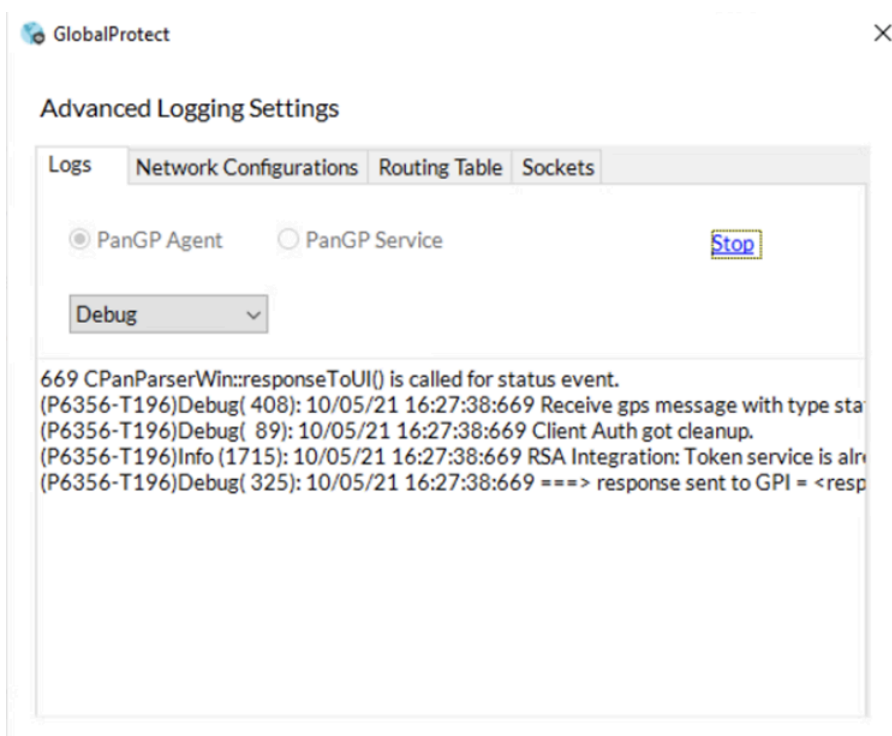 GlobalProtect
Advanced Logging Settings
Logs Network Configurations Routing Table Sockets
PanGP Agent PanGP Service Stop
Debug
669 CPanParserWin::responseToUI() is called for status event.
(P6356-T196)Debug( 408): 10/05/21 16:27:38:669 Receive gps message with type sta
(P6356-T196)Debug( 89): 10/05/21 16:27:38:669 Client Auth got cleanup.
(P6356-T196)Info (1715): 10/05/21 16:27:38:669 RSA Integration: Token service is alr
(P6356-T196)Debug( 325): 10/05/21 16:27:38:669 ===> response sent to GPI = <resp